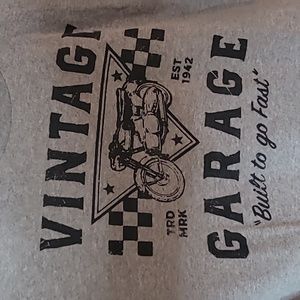 VINTAGE
EST
1942
TRD
MRK
GARAGE
"Built to go Fast"